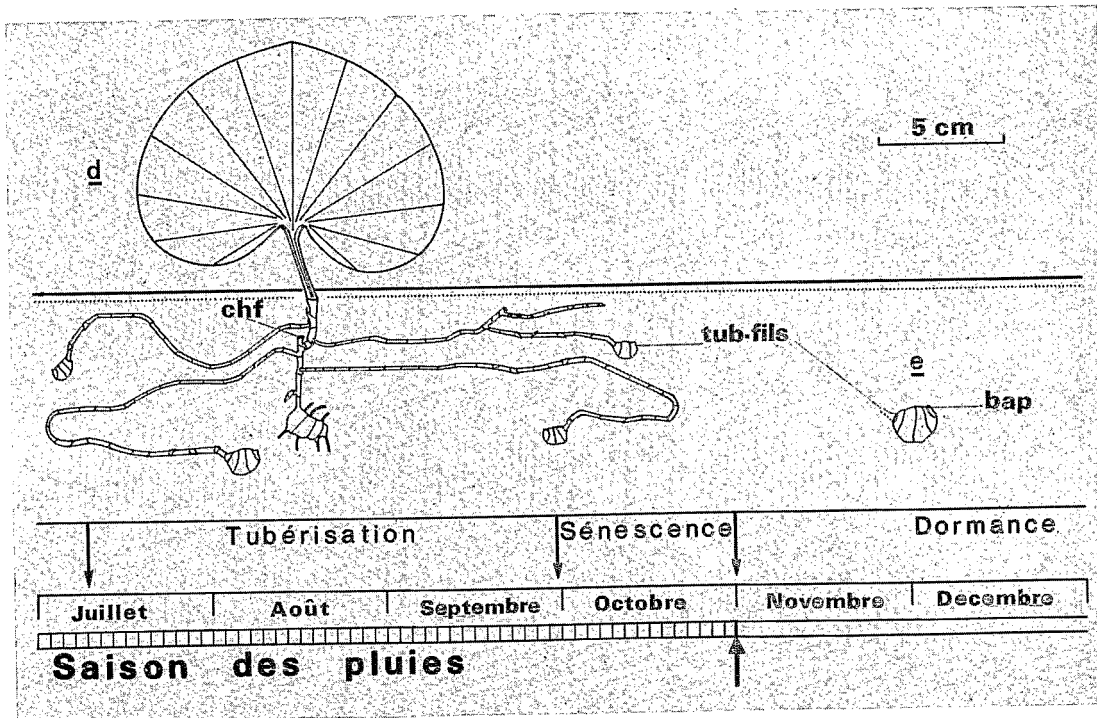 5 cm
d
chf
tub-fils
e
bap
Tubérisation Sénescence Dormance
Juillet Août Septembre Octobre Novembre Decembre
Saison des pluies